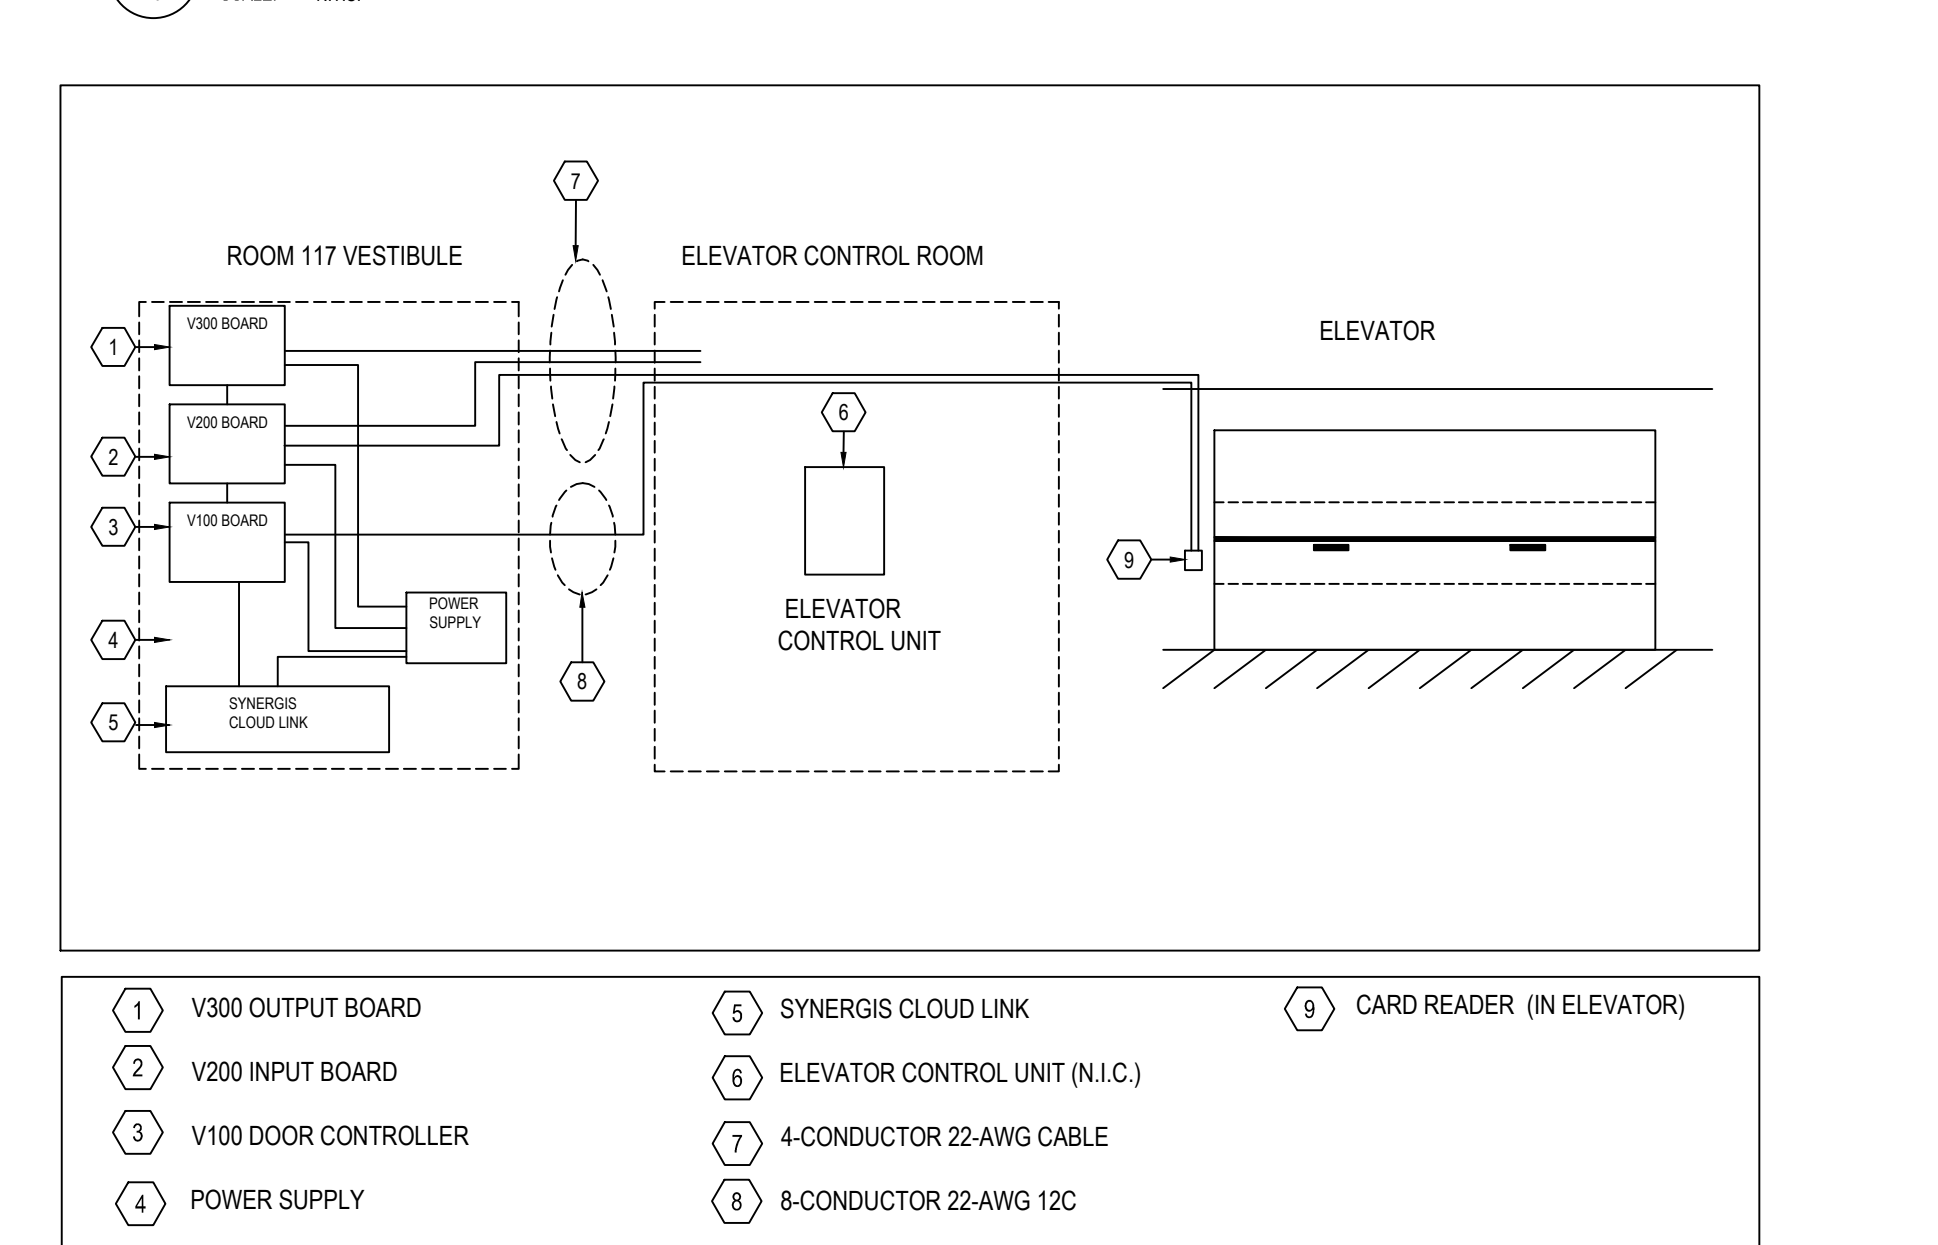 7
ROOM 117 VESTIBULE
ELEVATOR CONTROL ROOM
ELEVATOR
V300 BOARD
1
V200 BOARD
6
2
V100 BOARD
3
9
POWER
SUPPLY
ELEVATOR
CONTROL UNIT
4
8
SYNERGIS
CLOUD LINK
5
1 V300 OUTPUT BOARD
2 V200 INPUT BOARD
3 V100 DOOR CONTROLLER
4 POWER SUPPLY
5 SYNERGIS CLOUD LINK
6 ELEVATOR CONTROL UNIT (N.I.C.)
7 4-CONDUCTOR 22-AWG CABLE
8 8-CONDUCTOR 22-AWG 12C
9 CARD READER (IN ELEVATOR)